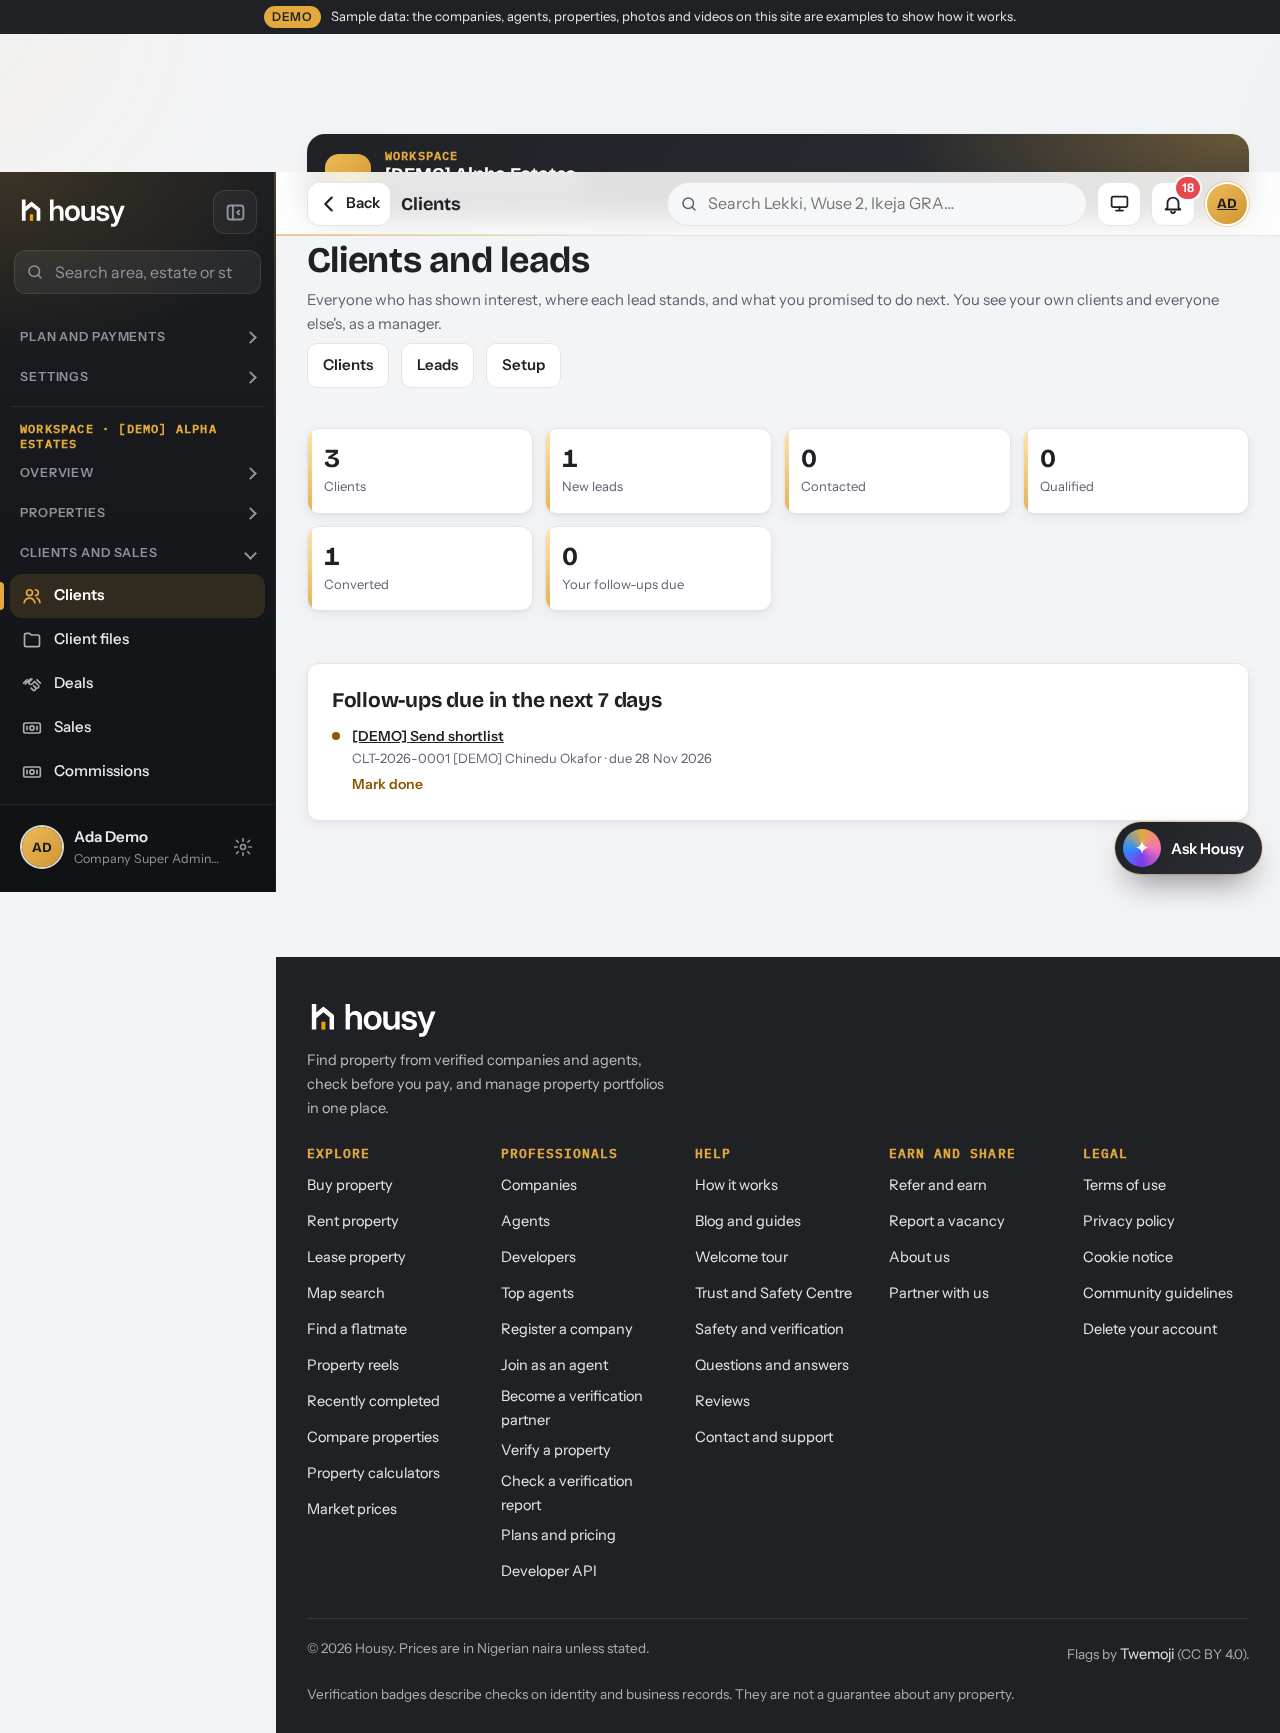 DEMO Sample data: the companies, agents, properties, photos and videos on this site are examples to show how it works.
WORKSPACE
[DEMO] Alpha Estates
housy
Back
Clients
Search Lekki, Wuse 2, Ikeja GRA...
18
AD
Search area, estate or st
PLAN AND PAYMENTS
SETTINGS
WORKSPACE · [DEMO] ALPHA
ESTATES
OVERVIEW
PROPERTIES
CLIENTS AND SALES
Clients
Client files
Deals
Sales
Commissions
AD
Ada Demo
Company Super Admin...
Clients and leads
Everyone who has shown interest, where each lead stands, and what you promised to do next. You see your own clients and everyone
else's, as a manager.
Clients
Leads
Setup
3
Clients
1
New leads
0
Contacted
0
Qualified
1
Converted
0
Your follow-ups due
Follow-ups due in the next 7 days
[DEMO] Send shortlist
CLT-2026-0001 [DEMO] Chinedu Okafor · due 28 Nov 2026
Mark done
Ask Housy
housy
Find property from verified companies and agents,
check before you pay, and manage property portfolios
in one place.
EXPLORE
Buy property
Rent property
Lease property
Map search
Find a flatmate
Property reels
Recently completed
Compare properties
Property calculators
Market prices
PROFESSIONALS
Companies
Agents
Developers
Top agents
Register a company
Join as an agent
Become a verification
partner
Verify a property
Check a verification
report
Plans and pricing
Developer API
HELP
How it works
Blog and guides
Welcome tour
Trust and Safety Centre
Safety and verification
Questions and answers
Reviews
Contact and support
EARN AND SHARE
Refer and earn
Report a vacancy
About us
Partner with us
LEGAL
Terms of use
Privacy policy
Cookie notice
Community guidelines
Delete your account
© 2026 Housy. Prices are in Nigerian naira unless stated.
Flags by Twemoji (CC BY 4.0).
Verification badges describe checks on identity and business records. They are not a guarantee about any property.